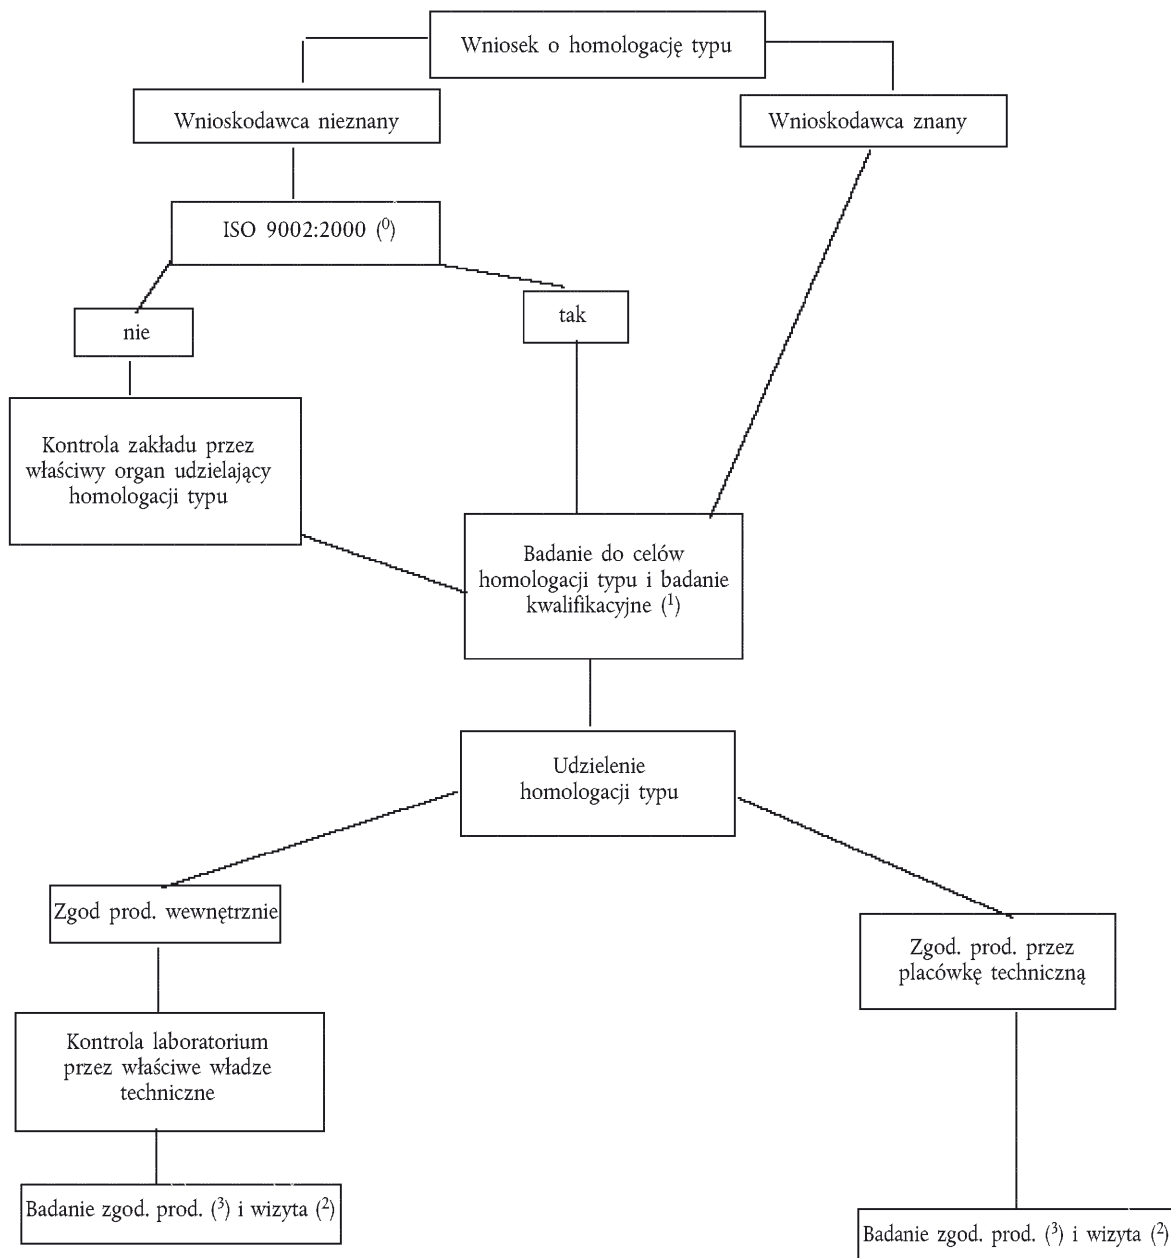 Wniosek o homologację typu
Wnioskodawca nieznany
Wnioskodawca znany
ISO 9002:2000 (⁰)
nie
tak
Kontrola zakładu przez
właściwy organ udzielający
homologacji typu
Badanie do celów
homologacji typu i badanie
kwalifikacyjne (¹)
Udzielenie
homologacji typu
Zgod prod. wewnętrznie
Zgod. prod. przez
placówkę techniczną
Kontrola laboratorium
przez właściwe władze
techniczne
Badanie zgod. prod. (³) i wizyta (²)
Badanie zgod. prod. (³) i wizyta (²)